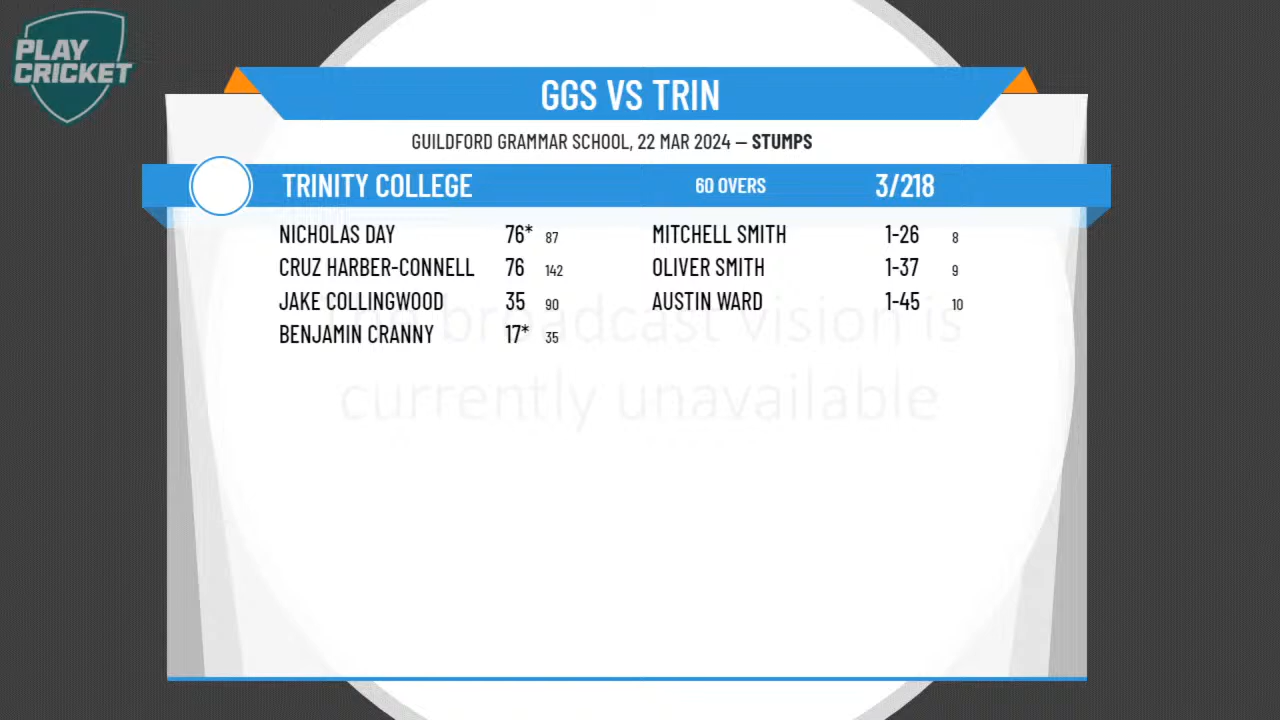 PLAY
CRICKET
GGS VS TRIN
GUILDFORD GRAMMAR SCHOOL, 22 MAR 2024 – STUMPS
TRINITY COLLEGE 60 OVERS 3/218
NICHOLAS DAY 76* 87 MITCHELL SMITH 1-26 8
CRUZ HARBER-CONNELL 76 142 OLIVER SMITH 1-37 9
JAKE COLLINGWOOD 35 90 AUSTIN WARD 1-45 10
BENJAMIN CRANNY 17* 35
broadcast vision is
currently unavailable